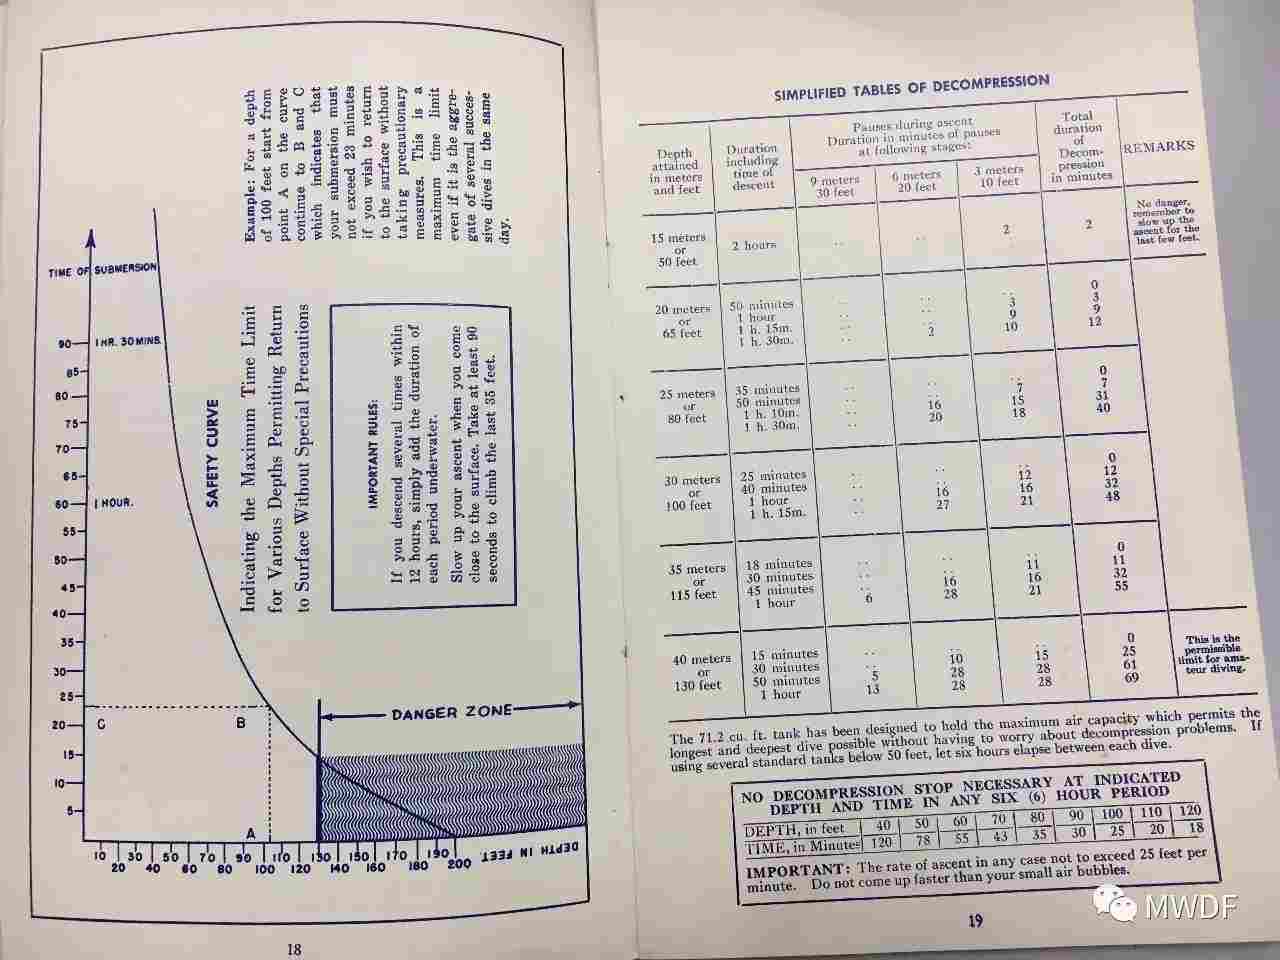 Example: For a depth
of 100 feet start from
point A on the curve
continue to B and C
which indicates that
your submersion must
not exceed 23 minutes
if you wish to return
to the surface without
taking precautionary
measures. This is a
maximum time limit
even if it is the aggre-
gate of several succes-
sive dives in the same
day.
SAFETY CURVE
Indicating the Maximum Time Limit
for Various Depths Permitting Return
to Surface Without Special Precautions
IMPORTANT RULES:
If you descend several times within
12 hours, simply add the duration of
each period underwater.
Slow up your ascent when you come
close to the surface. Take at least 90
seconds to climb the last 35 feet.
TIME OF SUBMERSION
90 1 HR. 30 MINS.
85
80
75
70
65
60 1 HOUR.
55
50
45
40
35
30
25
20
15
10
5
C B
A
DANGER ZONE
10 30 50 70 90 110 130 150 170 190
20 40 60 80 100 120 140 160 180 200
DEPTH IN FEET
18
SIMPLIFIED TABLES OF DECOMPRESSION
Depth attained in meters and feet
Duration including time of descent
Pauses during ascent
Duration in minutes of pauses
at following stages:
9 meters 30 feet
6 meters 20 feet
3 meters 10 feet
Total duration of Decom-pression in minutes
REMARKS
15 meters or 50 feet
2 hours .. .. 2 2
No danger,
remember to
slow up the
ascent for the
last few feet.
20 meters or 65 feet
50 minutes .. .. .. 0
1 hour .. .. 3 3
1 h. 15m. .. .. 9 9
1 h. 30m. .. 2 10 12
25 meters or 80 feet
35 minutes .. .. .. 0
50 minutes .. .. 7 7
1 h. 10m. .. 16 15 31
1 h. 30m. .. 20 18 40
30 meters or 100 feet
25 minutes .. .. .. 0
40 minutes .. .. 12 12
1 hour .. 16 16 32
1 h. 15m. .. 27 21 48
35 meters or 115 feet
18 minutes .. .. .. 0
30 minutes .. .. 11 11
45 minutes .. 16 16 32
1 hour 6 28 21 55
40 meters or 130 feet
15 minutes .. .. .. 0
30 minutes .. 10 15 25
50 minutes 5 28 28 61
1 hour 13 28 28 69
This is the
permissible
limit for ama-
teur diving.
The 71.2 cu. ft. tank has been designed to hold the maximum air capacity which permits the
longest and deepest dive possible without having to worry about decompression problems. If
using several standard tanks below 50 feet, let six hours elapse between each dive.
NO DECOMPRESSION STOP NECESSARY AT INDICATED
DEPTH AND TIME IN ANY SIX (6) HOUR PERIOD
DEPTH, in feet 40 50 60 70 80 90 100 110 120
TIME, in Minutes 120 78 55 43 35 30 25 20 18
IMPORTANT: The rate of ascent in any case not to exceed 25 feet per
minute. Do not come up faster than your small air bubbles.
19
MWDF